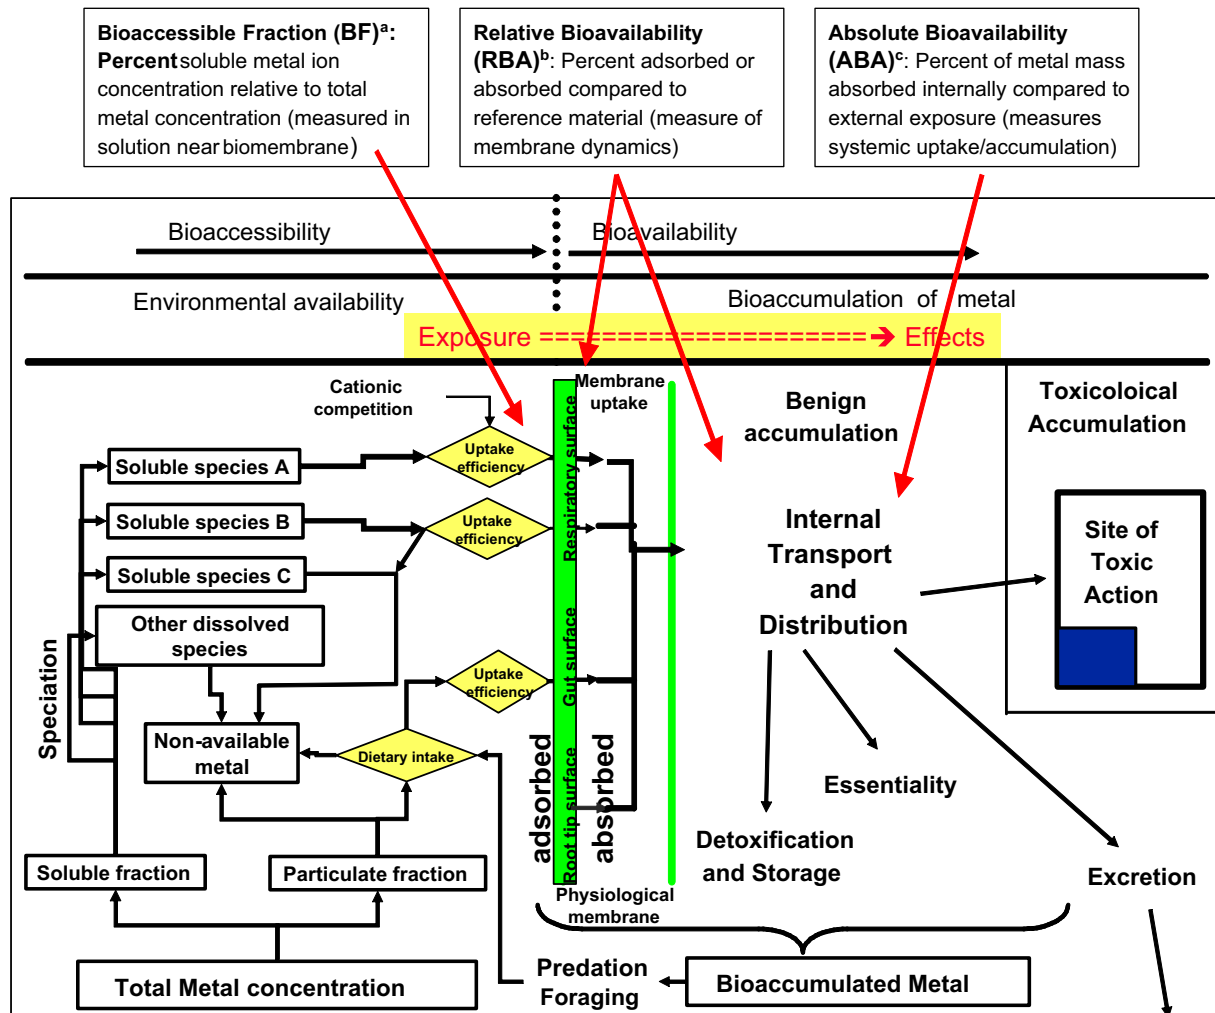 Bioaccessible Fraction (BF)a:
Percent soluble metal ion
concentration relative to total
metal concentration (measured in
solution near biomembrane)
Relative Bioavailability
(RBA)b: Percent adsorbed or
absorbed compared to
reference material (measure of
membrane dynamics)
Absolute Bioavailability
(ABA)c: Percent of metal mass
absorbed internally compared to
external exposure (measures
systemic uptake/accumulation)
Bioaccessibility
Bioavailability
Environmental availability
Bioaccumulation of metal
Exposure ================➔ Effects
Cationic
competition
Membrane
uptake
Benign
accumulation
Toxicoloical
Accumulation
Soluble species A
Uptake
efficiency
Soluble species B
Uptake
efficiency
Soluble species C
Other dissolved
species
Uptake
efficiency
Speciation
Non-available
metal
Dietary intake
Respiratory surface
Gut surface
Root tip surface
adsorbed
absorbed
Internal
Transport
and
Distribution
Site of
Toxic
Action
Essentiality
Detoxification
and Storage
Excretion
Soluble fraction
Particulate fraction
Physiological
membrane
Total Metal concentration
Predation
Foraging
Bioaccumulated Metal